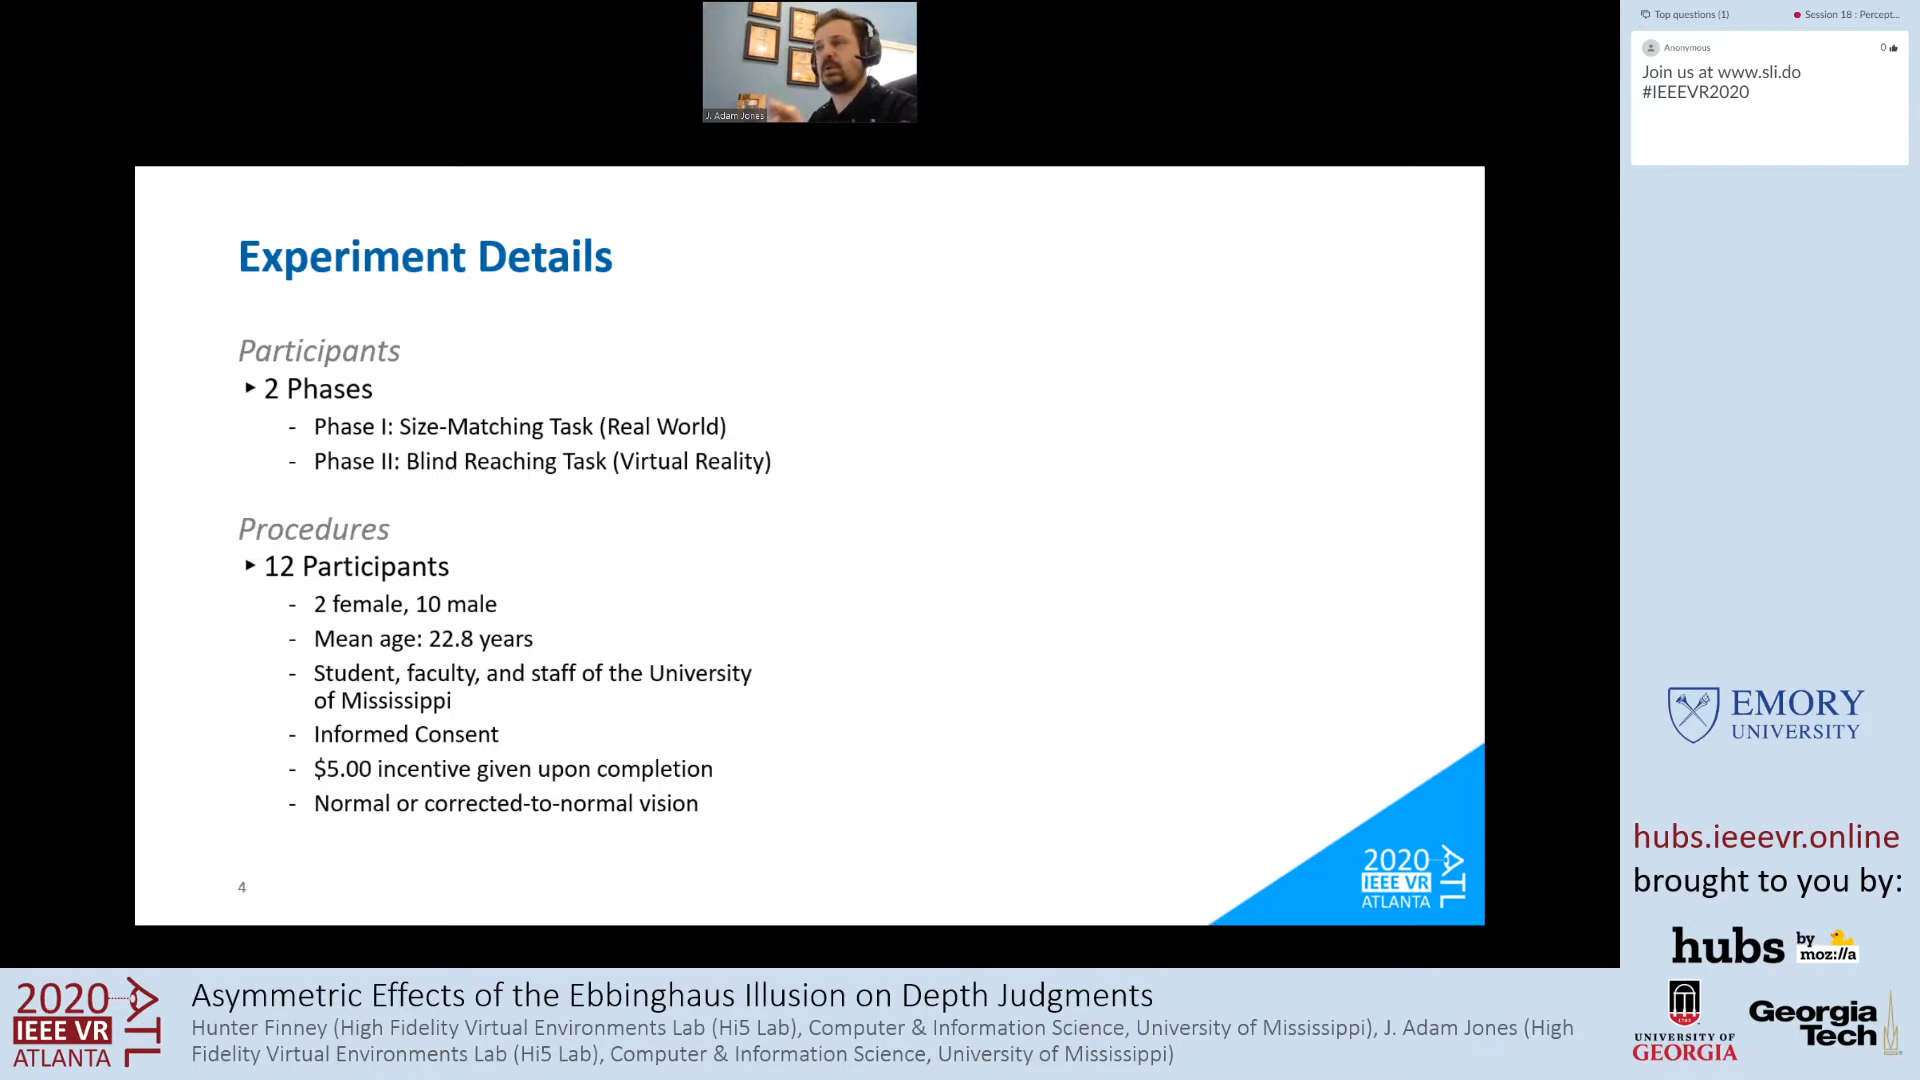 J. Adam Jones
Experiment Details
Participants
▸ 2 Phases
- Phase I: Size-Matching Task (Real World)
- Phase II: Blind Reaching Task (Virtual Reality)
Procedures
▸ 12 Participants
- 2 female, 10 male
- Mean age: 22.8 years
- Student, faculty, and staff of the University
of Mississippi
- Informed Consent
- $5.00 incentive given upon completion
- Normal or corrected-to-normal vision
4
2020
IEEE VR
ATLANTA
ATL
Top questions (1)
Session 18 : Percept...
Anonymous
0
Join us at www.sli.do
#IEEEVR2020
EMORY
UNIVERSITY
hubs.ieeevr.online
brought to you by:
hubs by
moz://a
UNIVERSITY OF
GEORGIA
Georgia
Tech
2020
IEEE VR
ATLANTA
ATL
Asymmetric Effects of the Ebbinghaus Illusion on Depth Judgments
Hunter Finney (High Fidelity Virtual Environments Lab (Hi5 Lab), Computer & Information Science, University of Mississippi), J. Adam Jones (High
Fidelity Virtual Environments Lab (Hi5 Lab), Computer & Information Science, University of Mississippi)